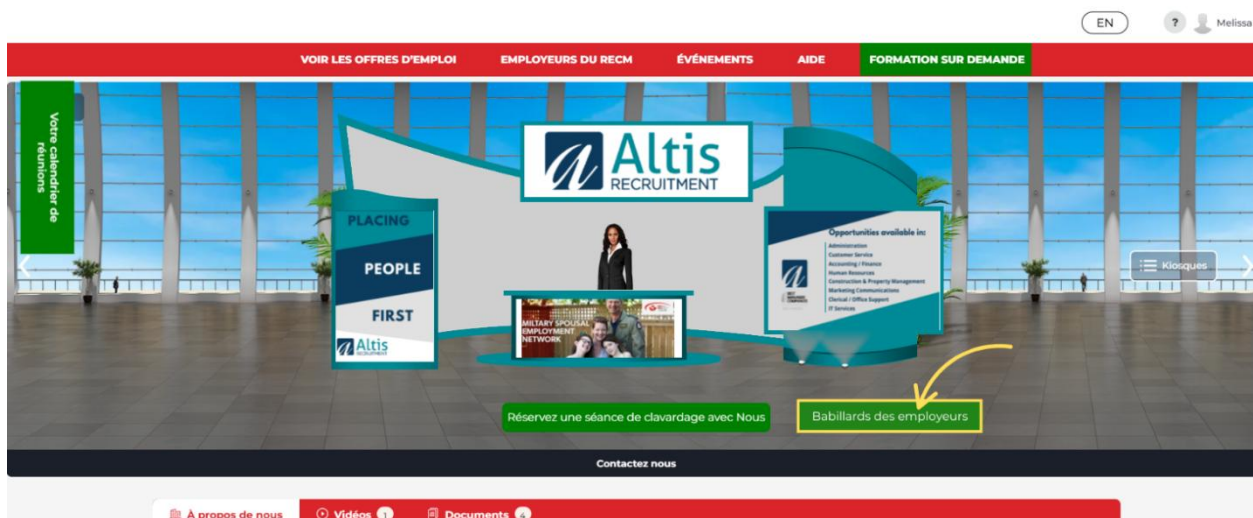 EN
?
Melissa
VOIR LES OFFRES D'EMPLOI
EMPLOYEURS DU RECM
ÉVÉNEMENTS
AIDE
FORMATION SUR DEMANDE
Votre calendrier de
réunions
Altis
RECRUITMENT
PLACING
PEOPLE
FIRST
Altis
RECRUITMENT
MILTARY SPOUSAL
EMPLOYMENT
NETWORK
Opportunities available in:
Administration
Customer Service
Accounting / Finance
Human Resources
Construction & Property Management
Marketing Communications
Clerical / Office Support
IT Services
Kiosques
Réservez une séance de clavardage avec Nous
Babillards des employeurs
Contactez nous
À propos de nous
Vidéos 1
Documents 4